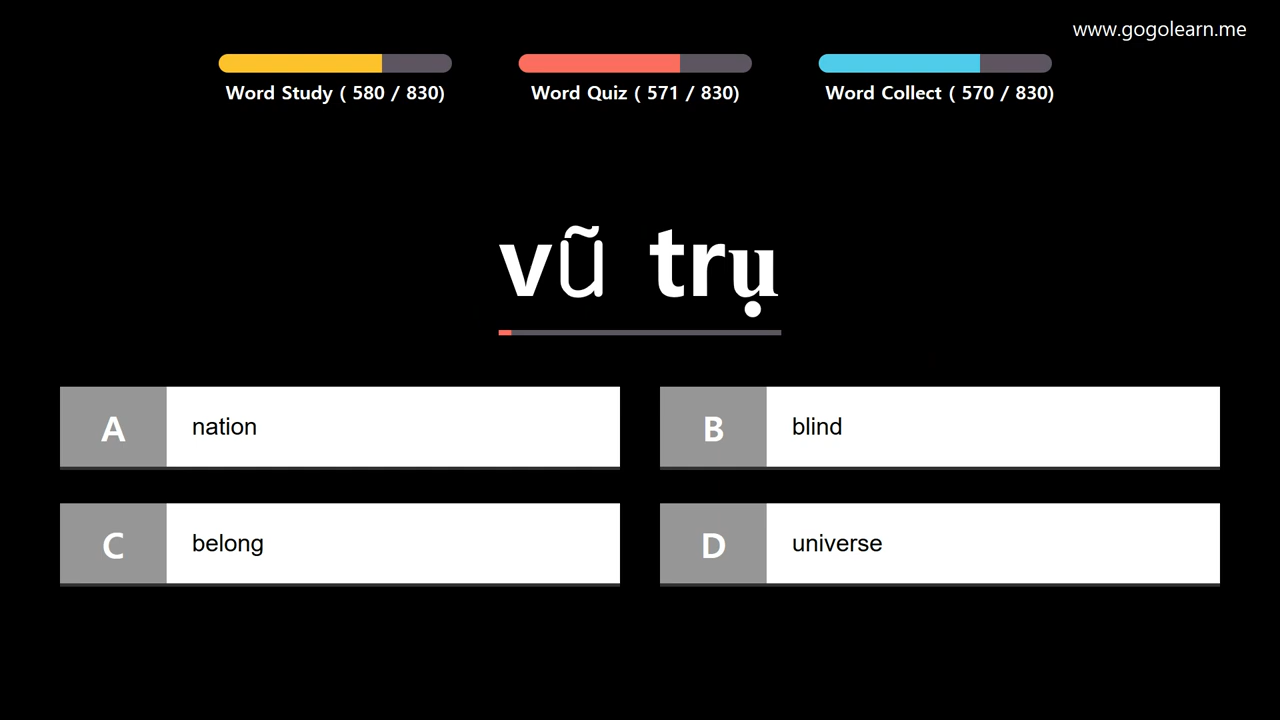 www.gogolearn.me
Word Study ( 580 / 830)
Word Quiz ( 571 / 830)
Word Collect ( 570 / 830)
vũ trụ
A nation
B blind
C belong
D universe